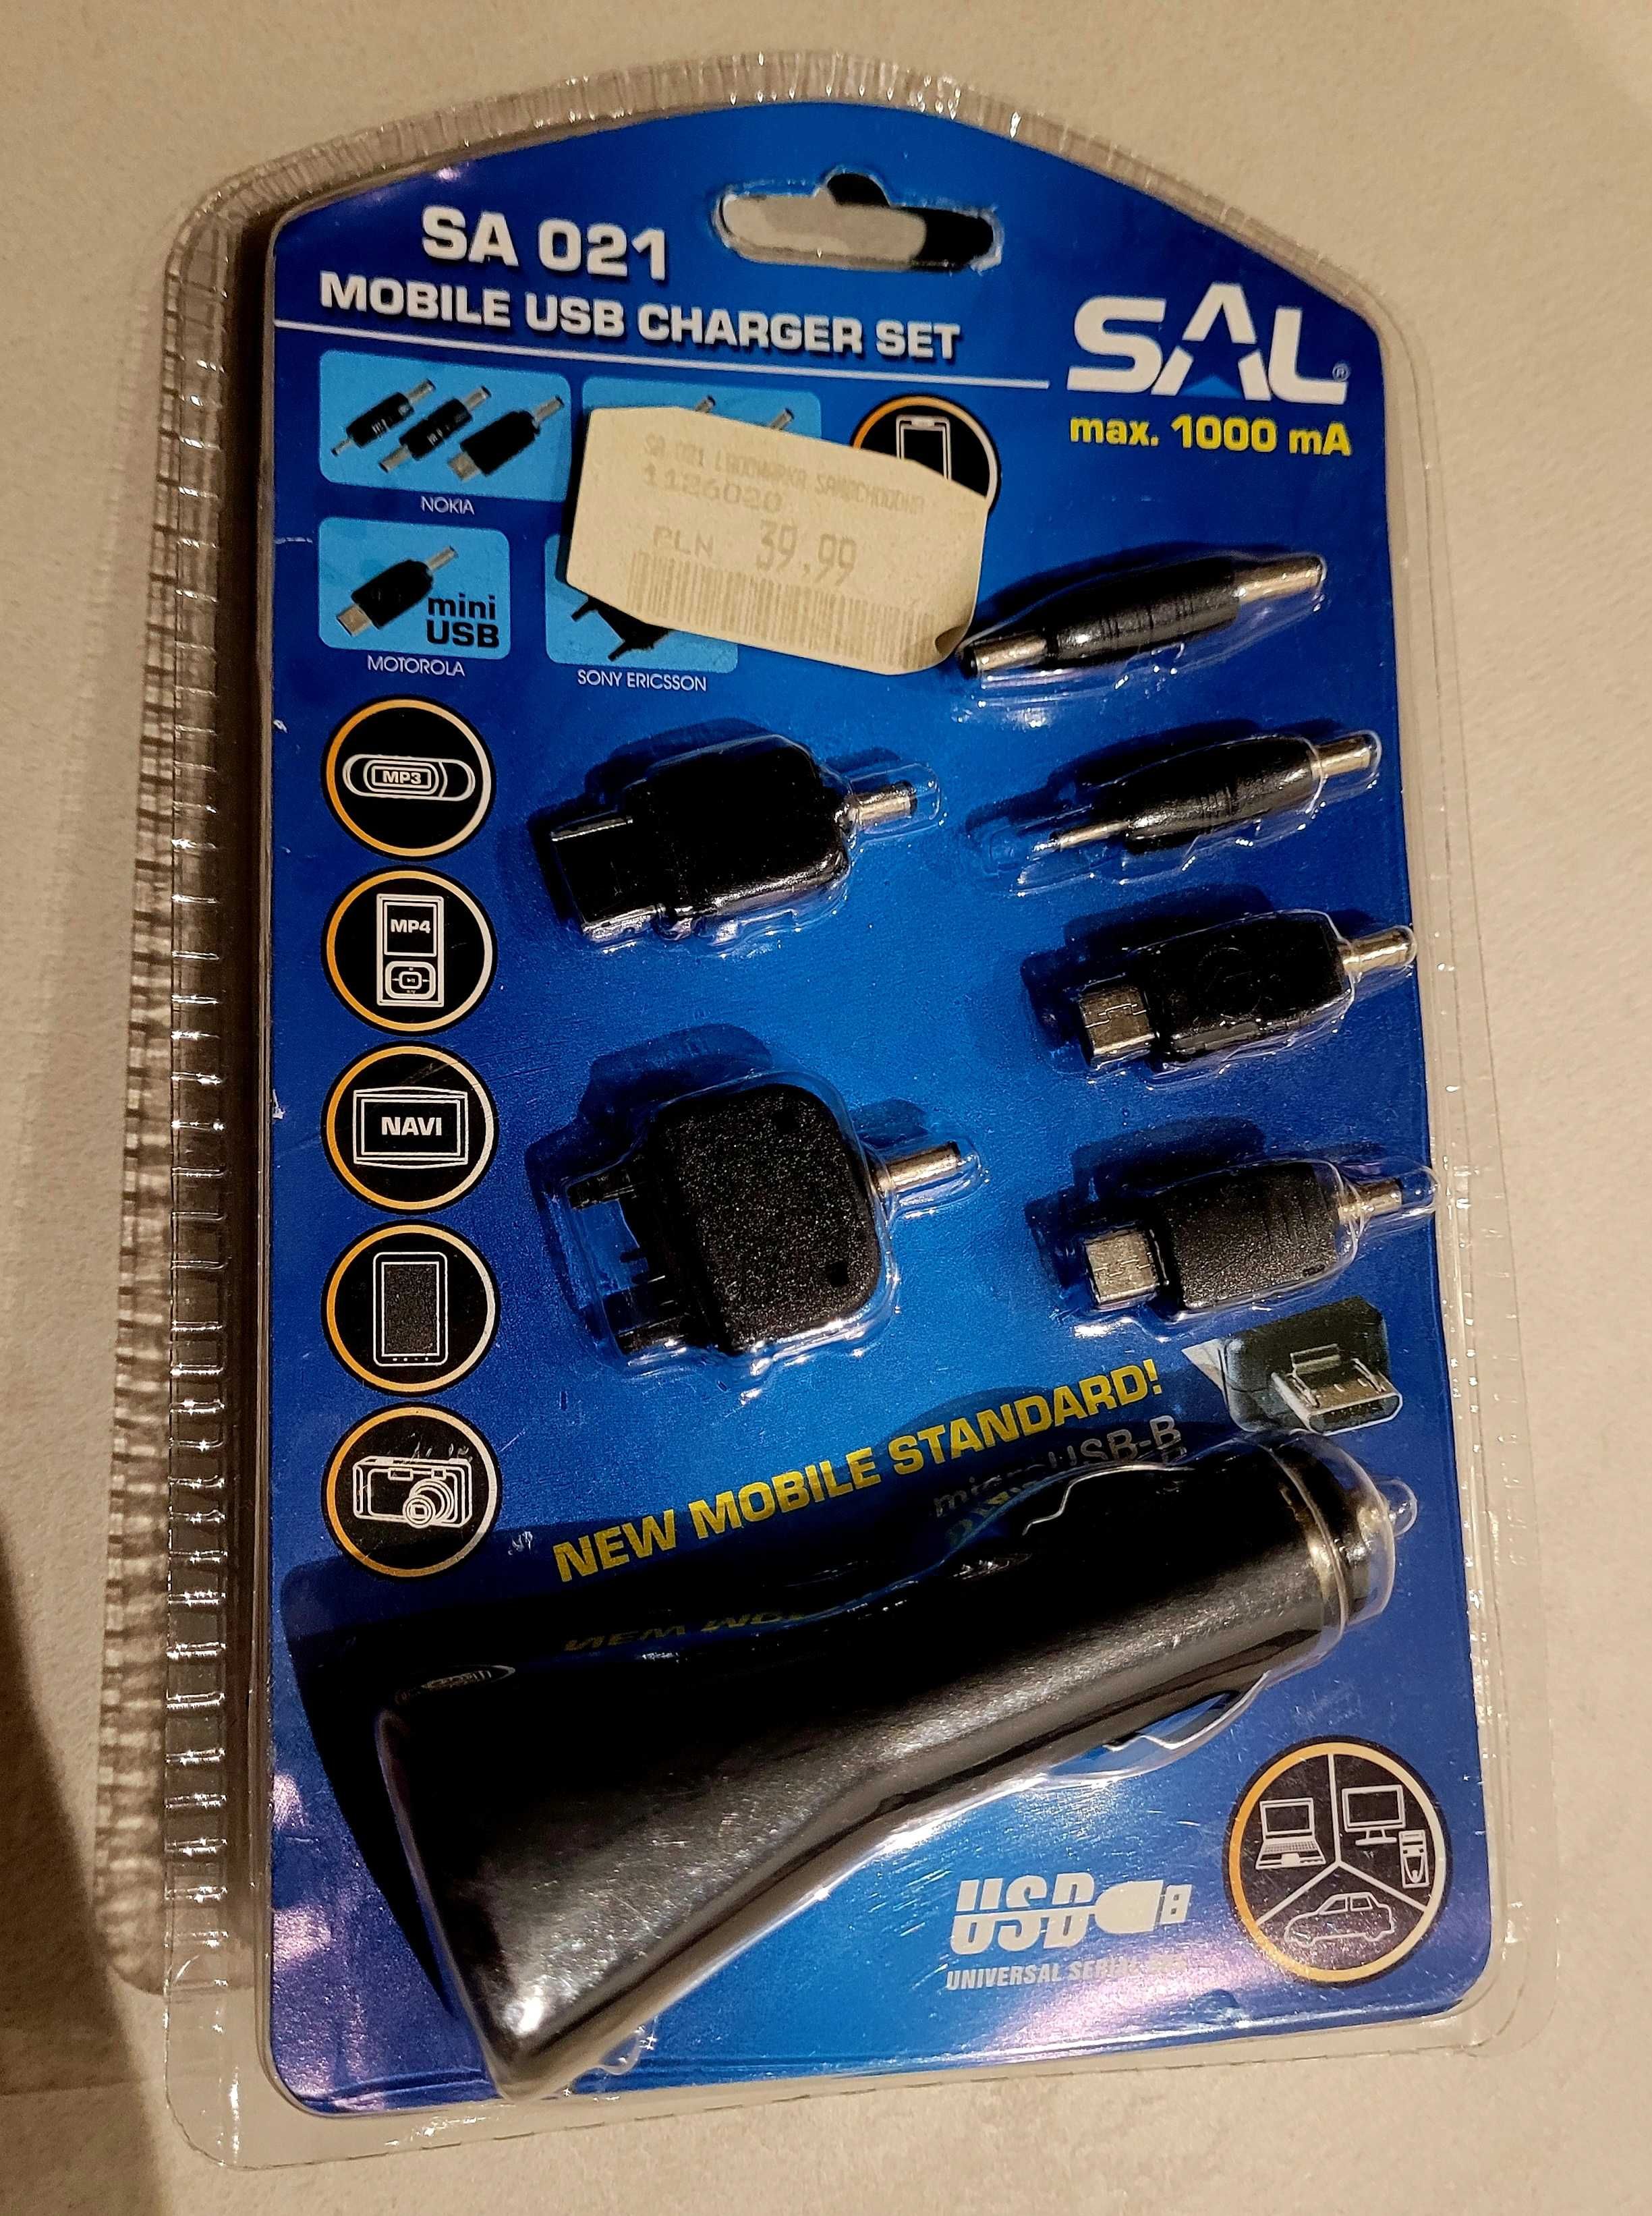 SA 021
MOBILE USB CHARGER SET
SAL®
max. 1000 mA
NOKIA
SA 021 ŁADOWARKA SAMOCHODOWA
1126020
PLN 39,99
mini
USB
MOTOROLA
SONY ERICSSON
MP3
MP4
NAVI
NEW MOBILE STANDARD!
microUSB-B
USB
UNIVERSAL SERIAL BUS